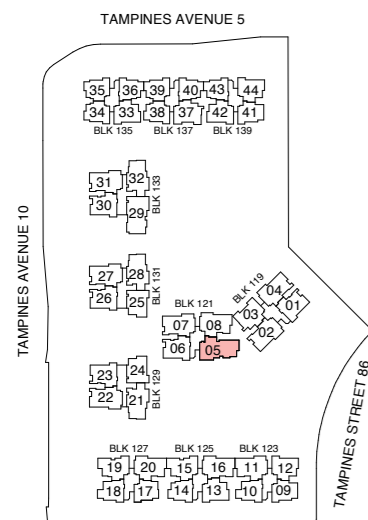 TAMPINES AVENUE 5
35 36 39 40 43 44
34 33 38 37 42 41
BLK 135 BLK 137 BLK 139
TAMPINES AVENUE 10
31 32
30 29
BLK 133
27 28
26 25
BLK 131
BLK 119
04
03 01
02
BLK 121
07 08
06 05
23 24
22 21
BLK 129
TAMPINES STREET 86
BLK 127 BLK 125 BLK 123
19 20 15 16 11 12
18 17 14 13 10 09